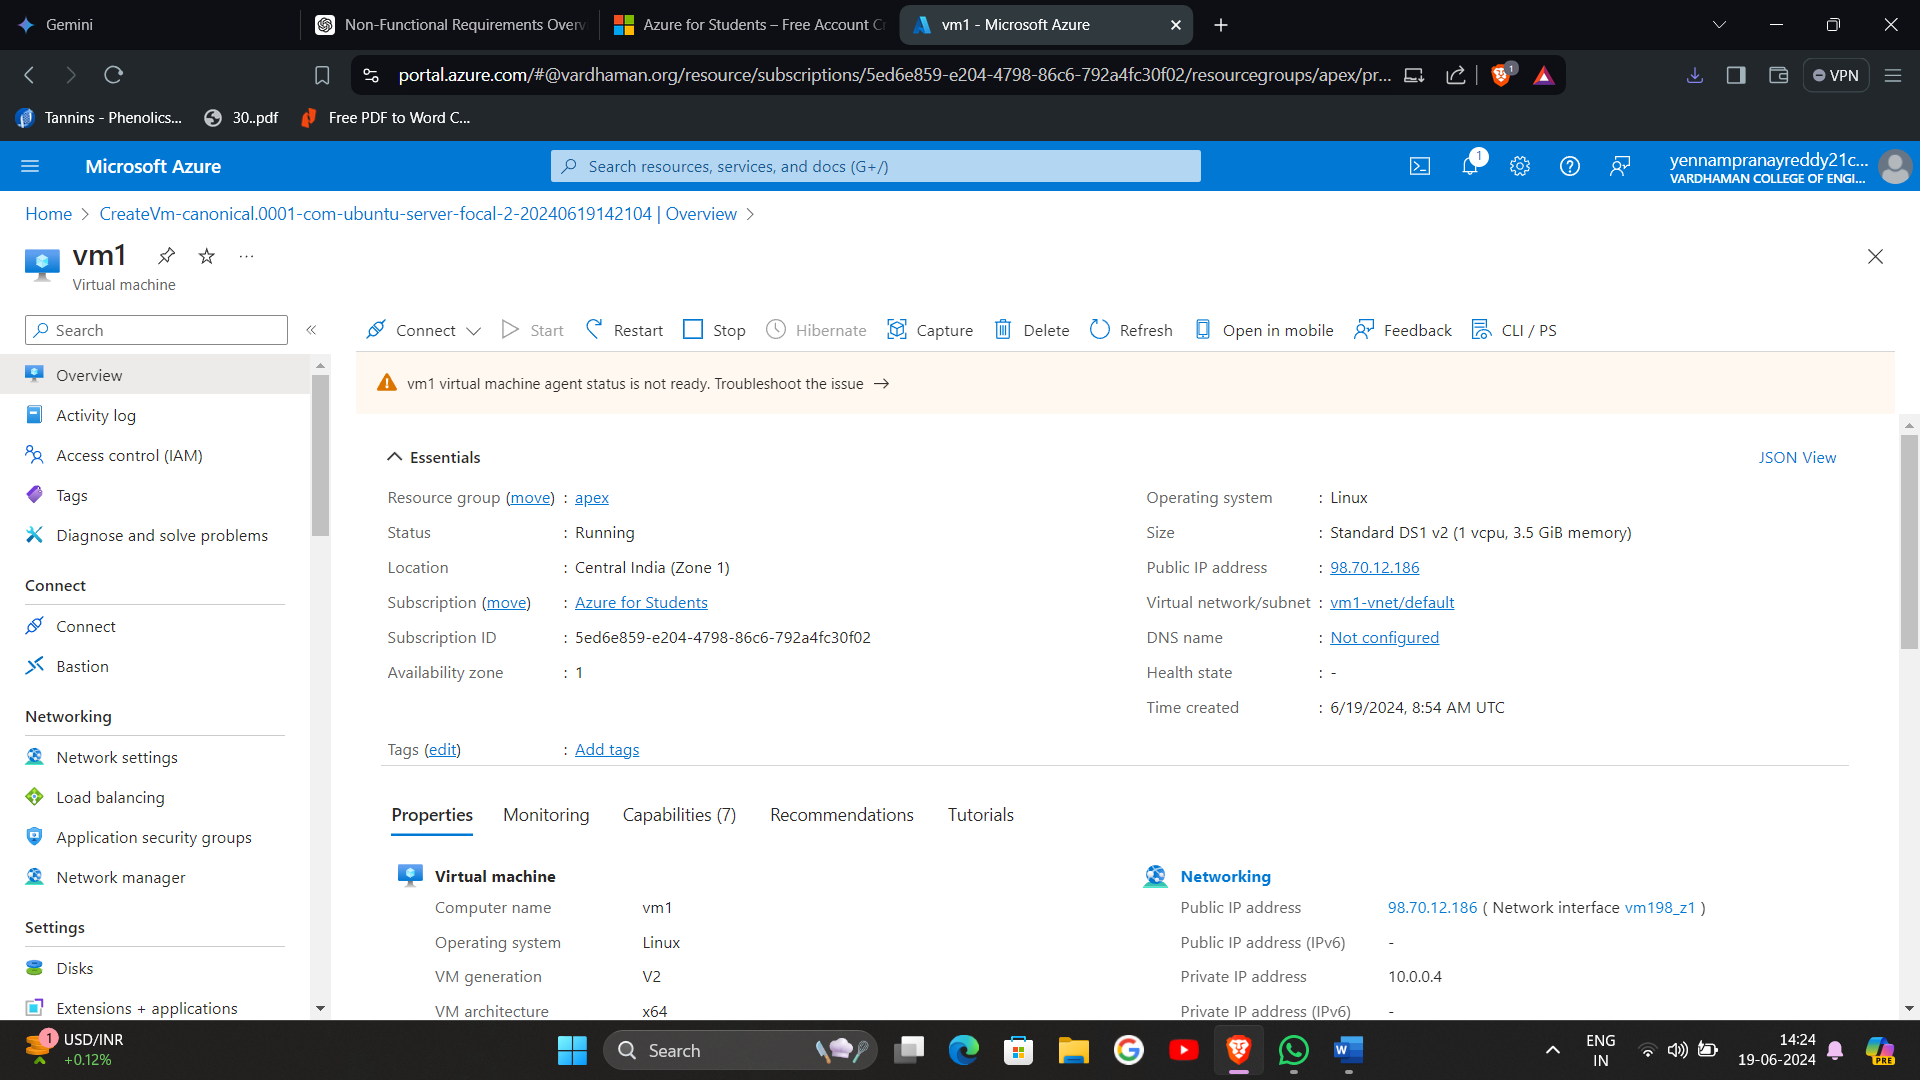 Gemini
Non-Functional Requirements Overv
Azure for Students – Free Account Cr
vm1 - Microsoft Azure
portal.azure.com/#@vardhaman.org/resource/subscriptions/5ed6e859-e204-4798-86c6-792a4fc30f02/resourcegroups/apex/pr...
1
VPN
Tannins - Phenolics...
30..pdf
Free PDF to Word C...
Microsoft Azure
Search resources, services, and docs (G+/)
1
yennampranayreddy21c...
VARDHAMAN COLLEGE OF ENGI...
Home > CreateVm-canonical.0001-com-ubuntu-server-focal-2-20240619142104 | Overview >
vm1
Virtual machine
Search
Connect
Start
Restart
Stop
Hibernate
Capture
Delete
Refresh
Open in mobile
Feedback
CLI / PS
vm1 virtual machine agent status is not ready. Troubleshoot the issue →
Overview
Activity log
Access control (IAM)
Tags
Diagnose and solve problems
Connect
Connect
Bastion
Networking
Network settings
Load balancing
Application security groups
Network manager
Settings
Disks
Extensions + applications
Essentials
JSON View
Resource group (move) : apex
Status : Running
Location : Central India (Zone 1)
Subscription (move) : Azure for Students
Subscription ID : 5ed6e859-e204-4798-86c6-792a4fc30f02
Availability zone : 1
Operating system : Linux
Size : Standard DS1 v2 (1 vcpu, 3.5 GiB memory)
Public IP address : 98.70.12.186
Virtual network/subnet : vm1-vnet/default
DNS name : Not configured
Health state : -
Time created : 6/19/2024, 8:54 AM UTC
Tags (edit) : Add tags
Properties
Monitoring
Capabilities (7)
Recommendations
Tutorials
Virtual machine
Computer name vm1
Operating system Linux
VM generation V2
VM architecture x64
Networking
Public IP address 98.70.12.186 ( Network interface vm198_z1 )
Public IP address (IPv6) -
Private IP address 10.0.0.4
Private IP address (IPv6) -
1
USD/INR
+0.12%
Search
W
ENG
IN
14:24
19-06-2024
PRE